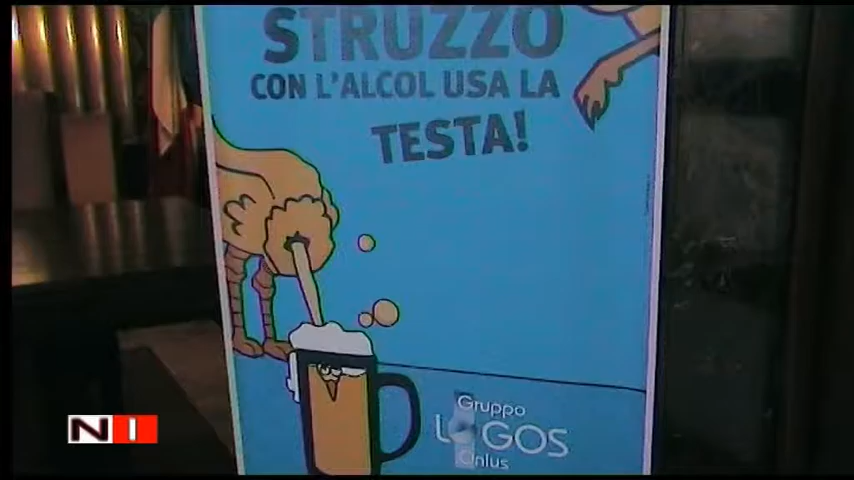 STRUZZO
CON L'ALCOL USA LA
TESTA!
Gruppo
LOGOS
Onlus
N I